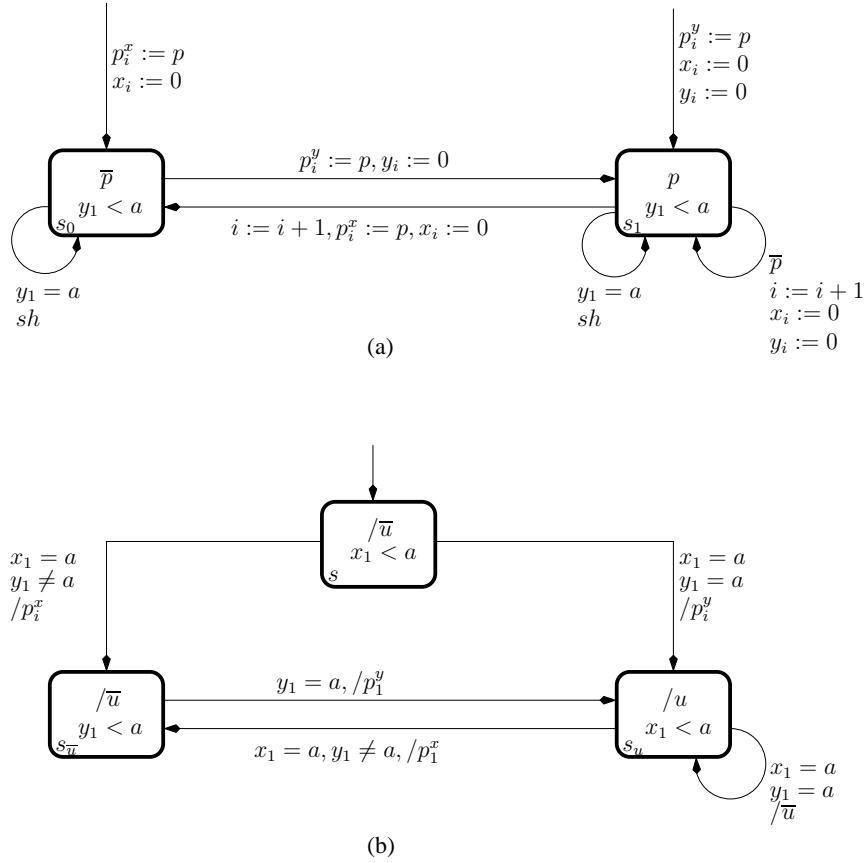 p_i^x := p
x_i := 0
p_i^y := p
x_i := 0
y_i := 0
p̅
y_1 < a
s_0
p_i^y := p, y_i := 0
i := i + 1, p_i^x := p, x_i := 0
p
y_1 < a
s_1
y_1 = a
sh
y_1 = a
sh
p̅
i := i + 1
x_i := 0
y_i := 0
(a)
/u̅
x_1 < a
s
x_1 = a
y_1 ≠ a
/p_i^x
x_1 = a
y_1 = a
/p_i^y
/u̅
y_1 < a
s_u̅
y_1 = a, /p_1^y
x_1 = a, y_1 ≠ a, /p_1^x
/u
x_1 < a
s_u
x_1 = a
y_1 = a
/u̅
(b)